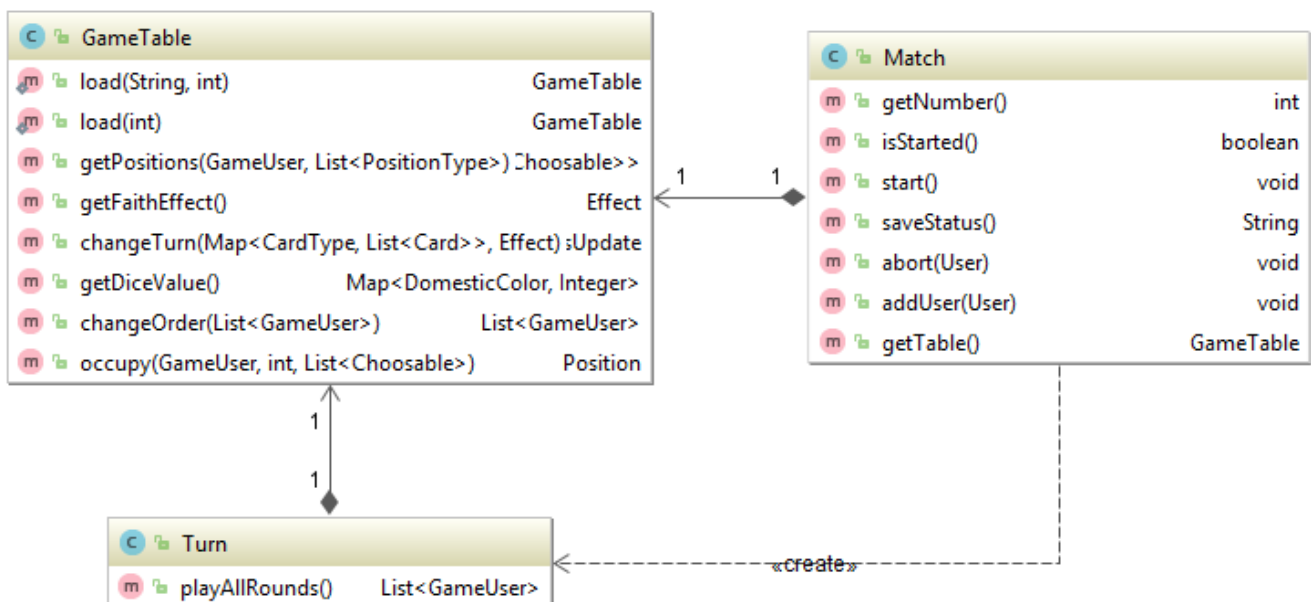 GameTable
load(String, int) GameTable
load(int) GameTable
getPositions(GameUser, List<PositionType>) Choosable>>
getFaithEffect() Effect
changeTurn(Map<CardType, List<Card>>, Effect) sUpdate
getDiceValue() Map<DomesticColor, Integer>
changeOrder(List<GameUser>) List<GameUser>
occupy(GameUser, int, List<Choosable>) Position
Match
getNumber() int
isStarted() boolean
start() void
saveStatus() String
abort(User) void
addUser(User) void
getTable() GameTable
1 1
1
1
Turn
playAllRounds() List<GameUser>
«create»